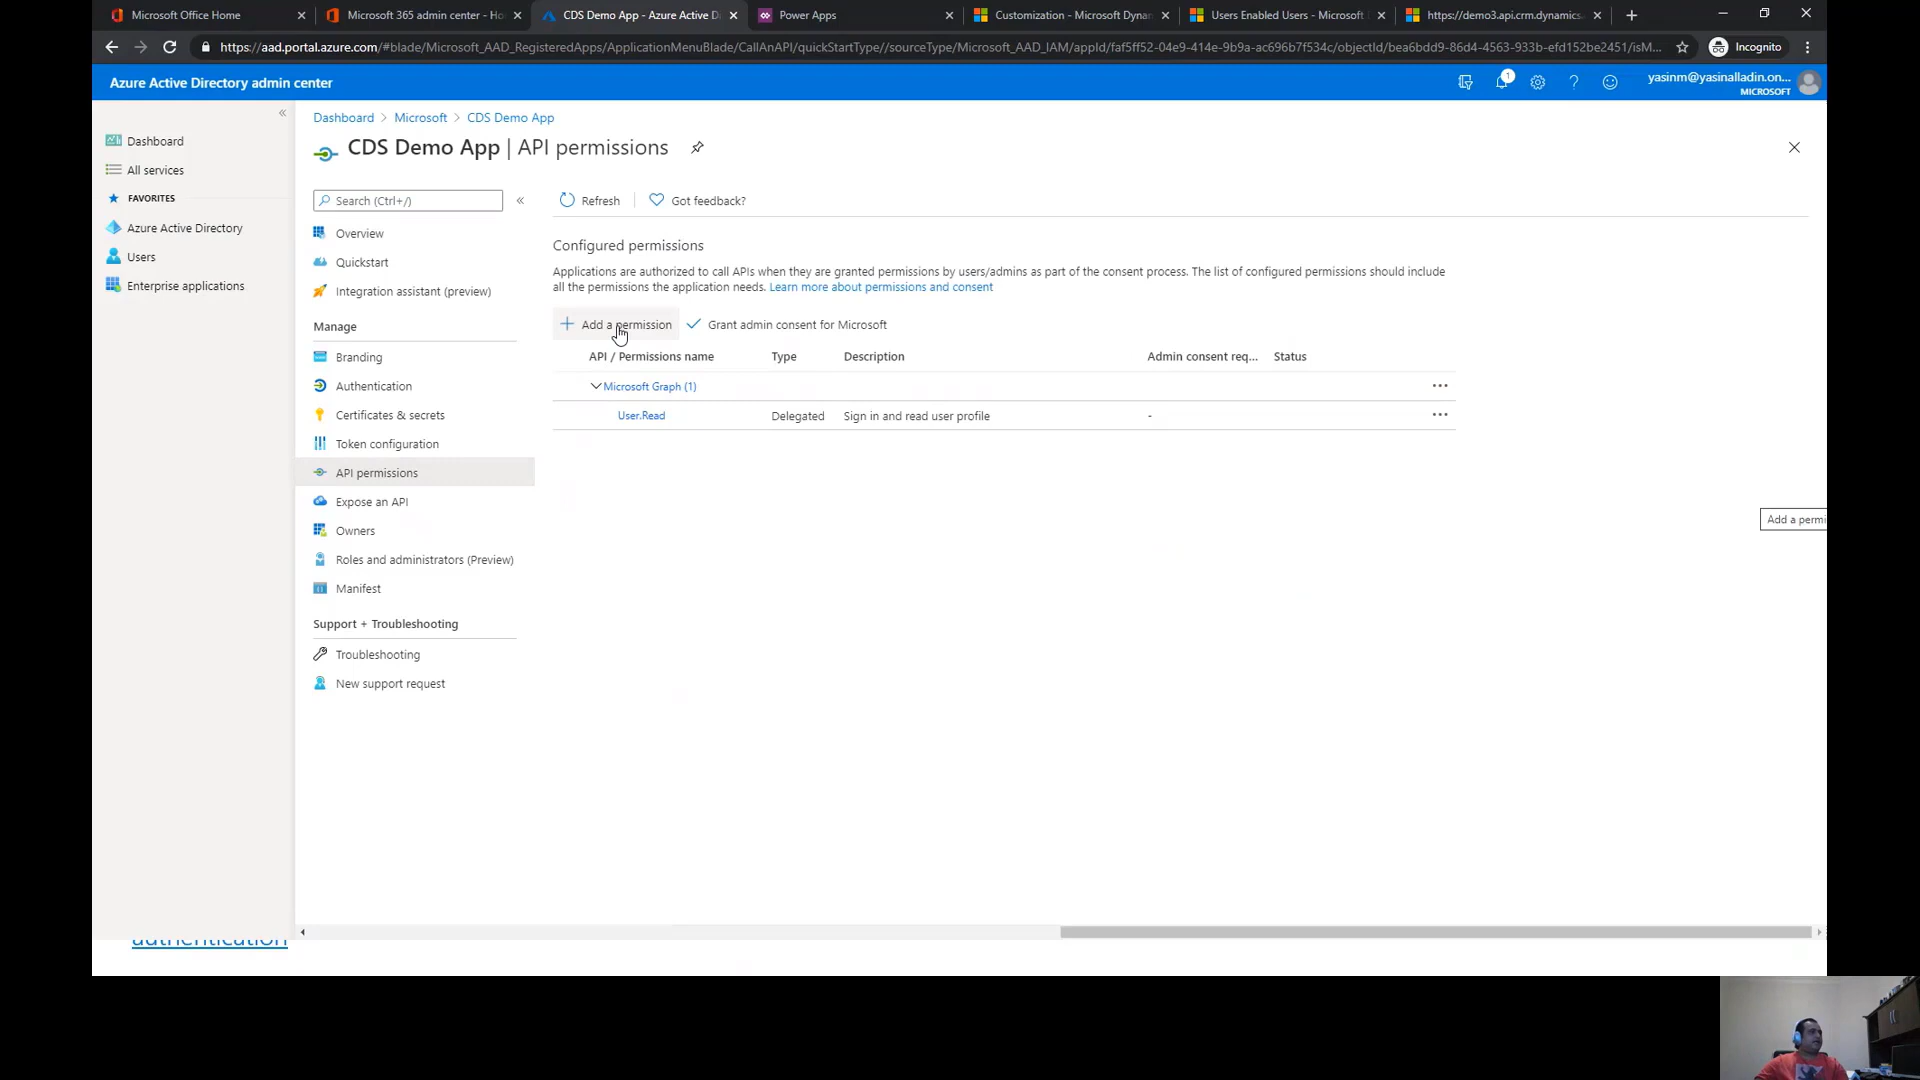 Microsoft Office Home
Microsoft 365 admin center - Ho
CDS Demo App - Azure Active D
Power Apps
Customization - Microsoft Dynam
Users Enabled Users - Microsoft
https://demo3.api.crm.dynamics.
https://aad.portal.azure.com/#blade/Microsoft_AAD_RegisteredApps/ApplicationMenuBlade/CallAnAPI/quickStartType//sourceType/Microsoft_AAD_IAM/appId/faf5ff52-04e9-414e-9b9a-ac696b7f534c/objectId/bea6bdd9-86d4-4563-933b-efd152be2451/isM...
Incognito
Azure Active Directory admin center
1
yasinm@yasinalladin.on...
MICROSOFT
Dashboard
All services
FAVORITES
Azure Active Directory
Users
Enterprise applications
Dashboard > Microsoft > CDS Demo App
CDS Demo App | API permissions
Search (Ctrl+/)
Overview
Quickstart
Integration assistant (preview)
Manage
Branding
Authentication
Certificates & secrets
Token configuration
API permissions
Expose an API
Owners
Roles and administrators (Preview)
Manifest
Support + Troubleshooting
Troubleshooting
New support request
Refresh
Got feedback?
Configured permissions
Applications are authorized to call APIs when they are granted permissions by users/admins as part of the consent process. The list of configured permissions should include
all the permissions the application needs. Learn more about permissions and consent
Add a permission
Grant admin consent for Microsoft
API / Permissions name Type Description Admin consent req... Status
Microsoft Graph (1)
User.Read Delegated Sign in and read user profile -
Add a permi
authentication